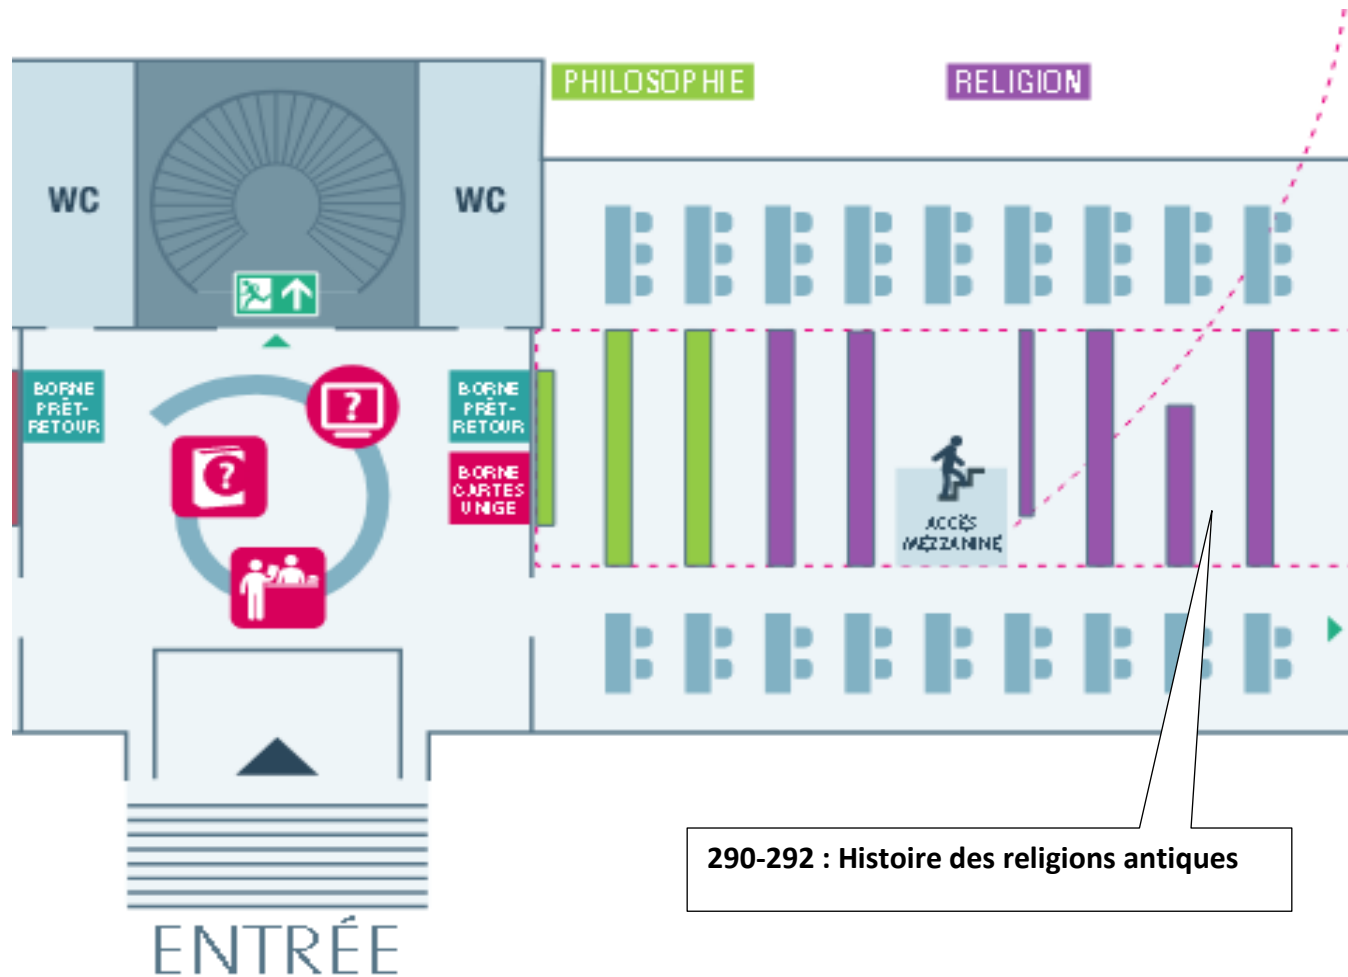 PHILOSOPHIE
RELIGION
WC
WC
BORNE
PRÊT-
RETOUR
?
?
BORNE
PRÊT-
RETOUR
BORNE
CARTES
UNIGE
ACCÈS
MEZZANINE
290-292 : Histoire des religions antiques
ENTRÉE